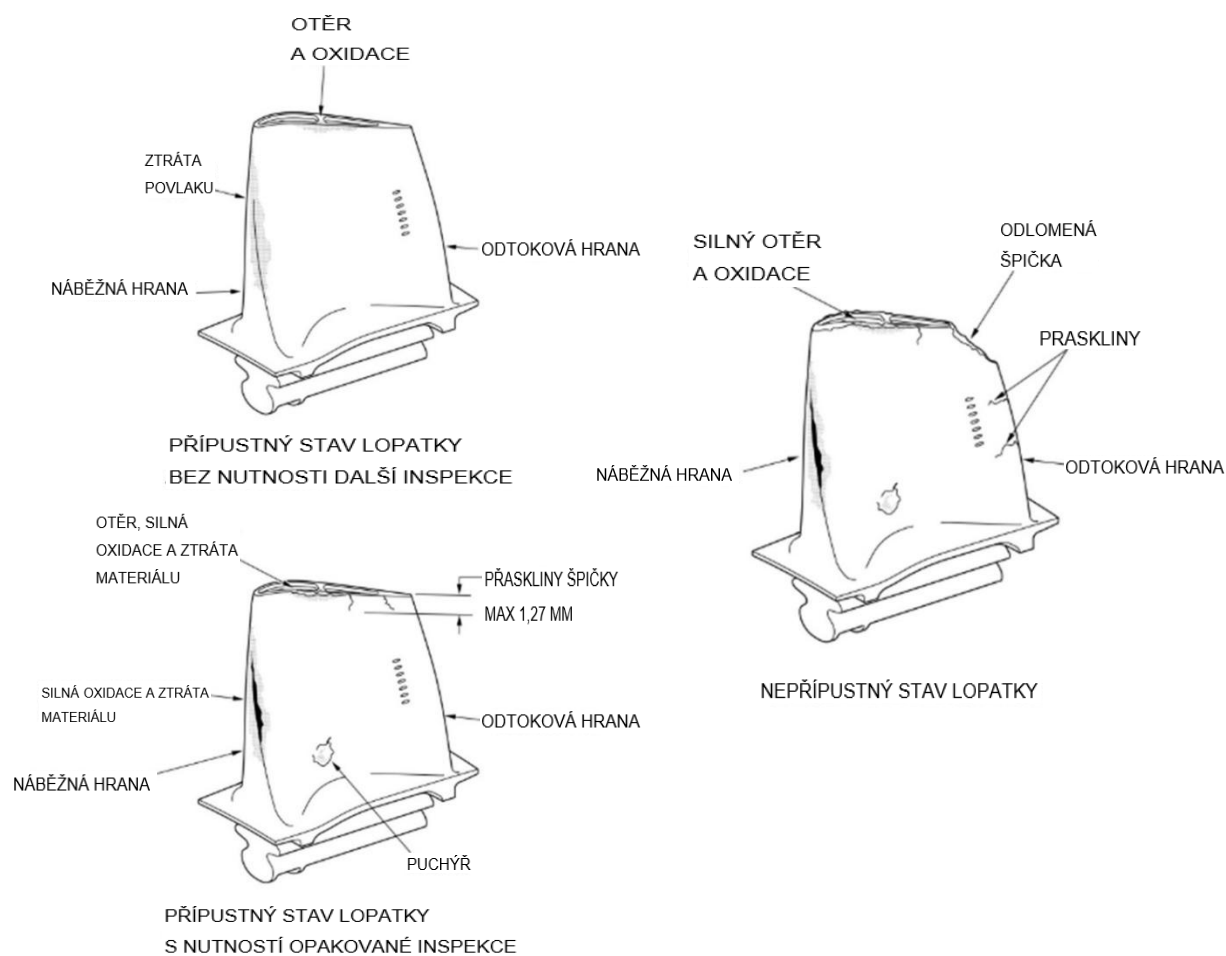 OTĚR
A OXIDACE
ZTRÁTA
POVLAKU
ODTOKOVÁ HRANA
NÁBĚŽNÁ HRANA
PŘÍPUSTNÝ STAV LOPATKY
BEZ NUTNOSTI DALŠÍ INSPEKCE
OTĚR, SILNÁ
OXIDACE A ZTRÁTA
MATERIÁLU
PŘASKLINY ŠPIČKY
MAX 1,27 MM
SILNÁ OXIDACE A ZTRÁTA
MATERIÁLU
ODTOKOVÁ HRANA
NÁBĚŽNÁ HRANA
PUCHÝŘ
PŘÍPUSTNÝ STAV LOPATKY
S NUTNOSTÍ OPAKOVANÉ INSPEKCE
SILNÝ OTĚR
A OXIDACE
ODLOMENÁ
ŠPIČKA
PRASKLINY
NÁBĚŽNÁ HRANA
ODTOKOVÁ HRANA
NEPŘÍPUSTNÝ STAV LOPATKY